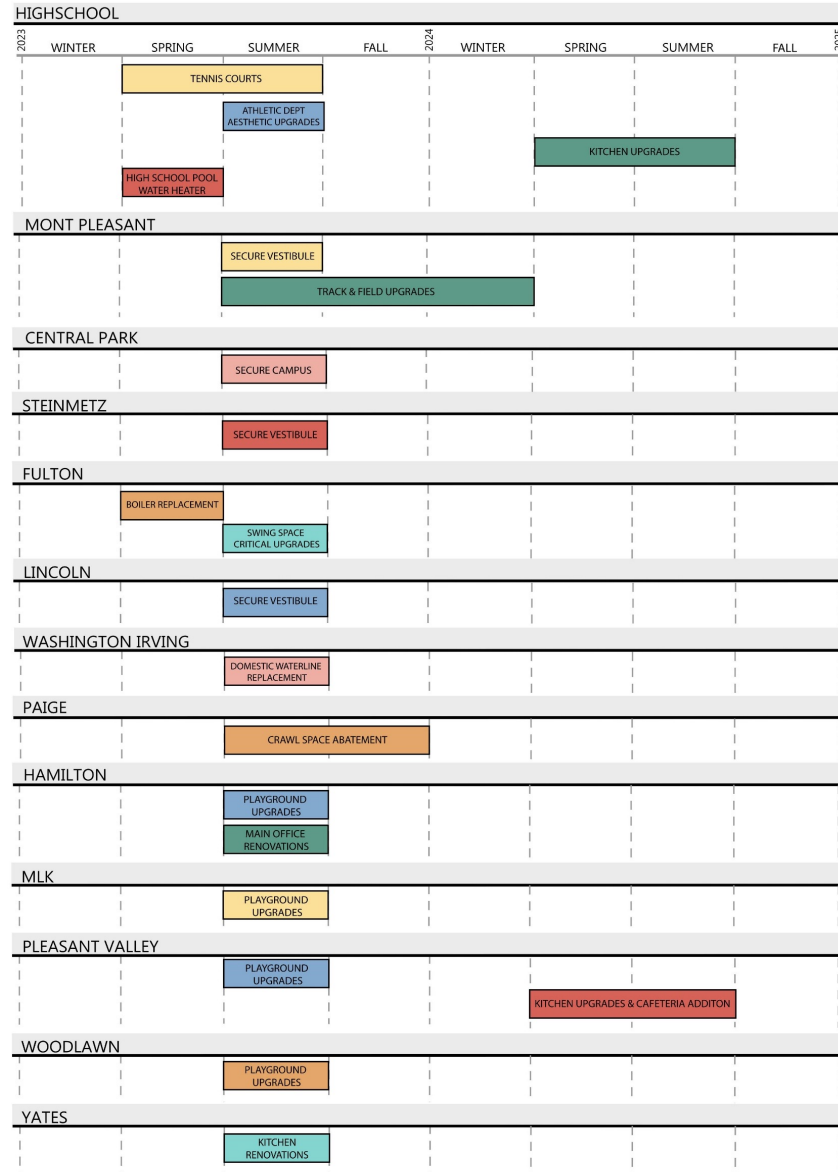 HIGHSCHOOL
2023 WINTER SPRING SUMMER FALL 2024 WINTER SPRING SUMMER FALL 2025
TENNIS COURTS
ATHLETIC DEPT
AESTHETIC UPGRADES
KITCHEN UPGRADES
HIGH SCHOOL POOL
WATER HEATER
MONT PLEASANT
SECURE VESTIBULE
TRACK & FIELD UPGRADES
CENTRAL PARK
SECURE CAMPUS
STEINMETZ
SECURE VESTIBULE
FULTON
BOILER REPLACEMENT
SWING SPACE
CRITICAL UPGRADES
LINCOLN
SECURE VESTIBULE
WASHINGTON IRVING
DOMESTIC WATERLINE
REPLACEMENT
PAIGE
CRAWL SPACE ABATEMENT
HAMILTON
PLAYGROUND
UPGRADES
MAIN OFFICE
RENOVATIONS
MLK
PLAYGROUND
UPGRADES
PLEASANT VALLEY
PLAYGROUND
UPGRADES
KITCHEN UPGRADES & CAFETERIA ADDITON
WOODLAWN
PLAYGROUND
UPGRADES
YATES
KITCHEN
RENOVATIONS